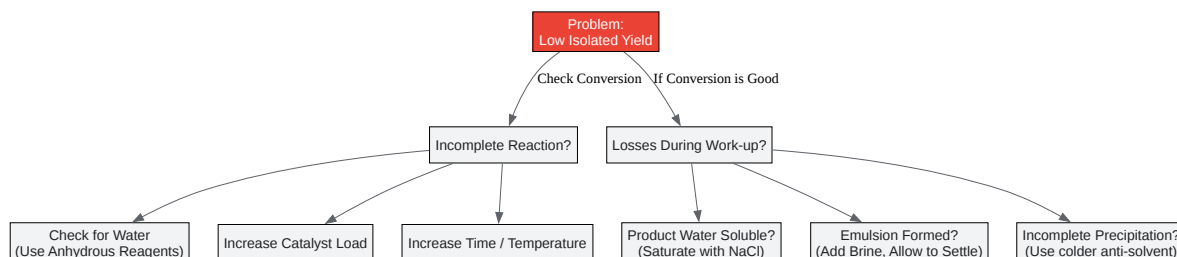 Problem:
Low Isolated Yield
Check Conversion
If Conversion is Good
Incomplete Reaction?
Losses During Work-up?
Check for Water
(Use Anhydrous Reagents)
Increase Catalyst Load
Increase Time / Temperature
Product Water Soluble?
(Saturate with NaCl)
Emulsion Formed?
(Add Brine, Allow to Settle)
Incomplete Precipitation?
(Use colder anti-solvent)